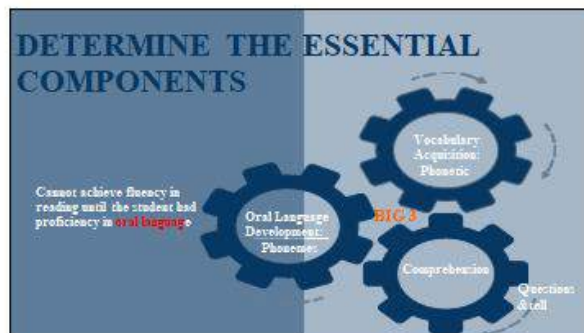 DETERMINE THE ESSENTIAL
COMPONENTS
Vocabulary
Acquisition:
Phonetic
Cannot achieve fluency in
reading until the student had
proficiency in oral language
Oral Language
Development:
Phonemes
BIG 3
Comprehension
Questions
& tell